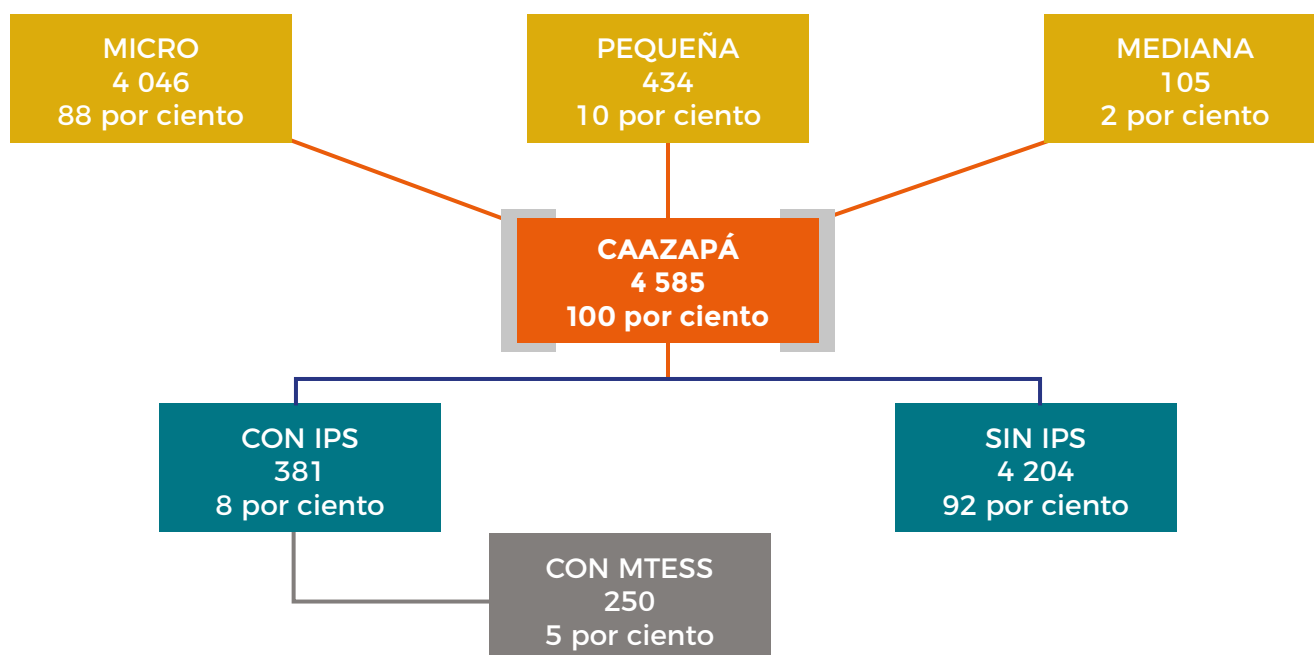 MICRO
4 046
88 por ciento
PEQUEÑA
434
10 por ciento
MEDIANA
105
2 por ciento
CAAZAPÁ
4 585
100 por ciento
CON IPS
381
8 por ciento
SIN IPS
4 204
92 por ciento
CON MTESS
250
5 por ciento